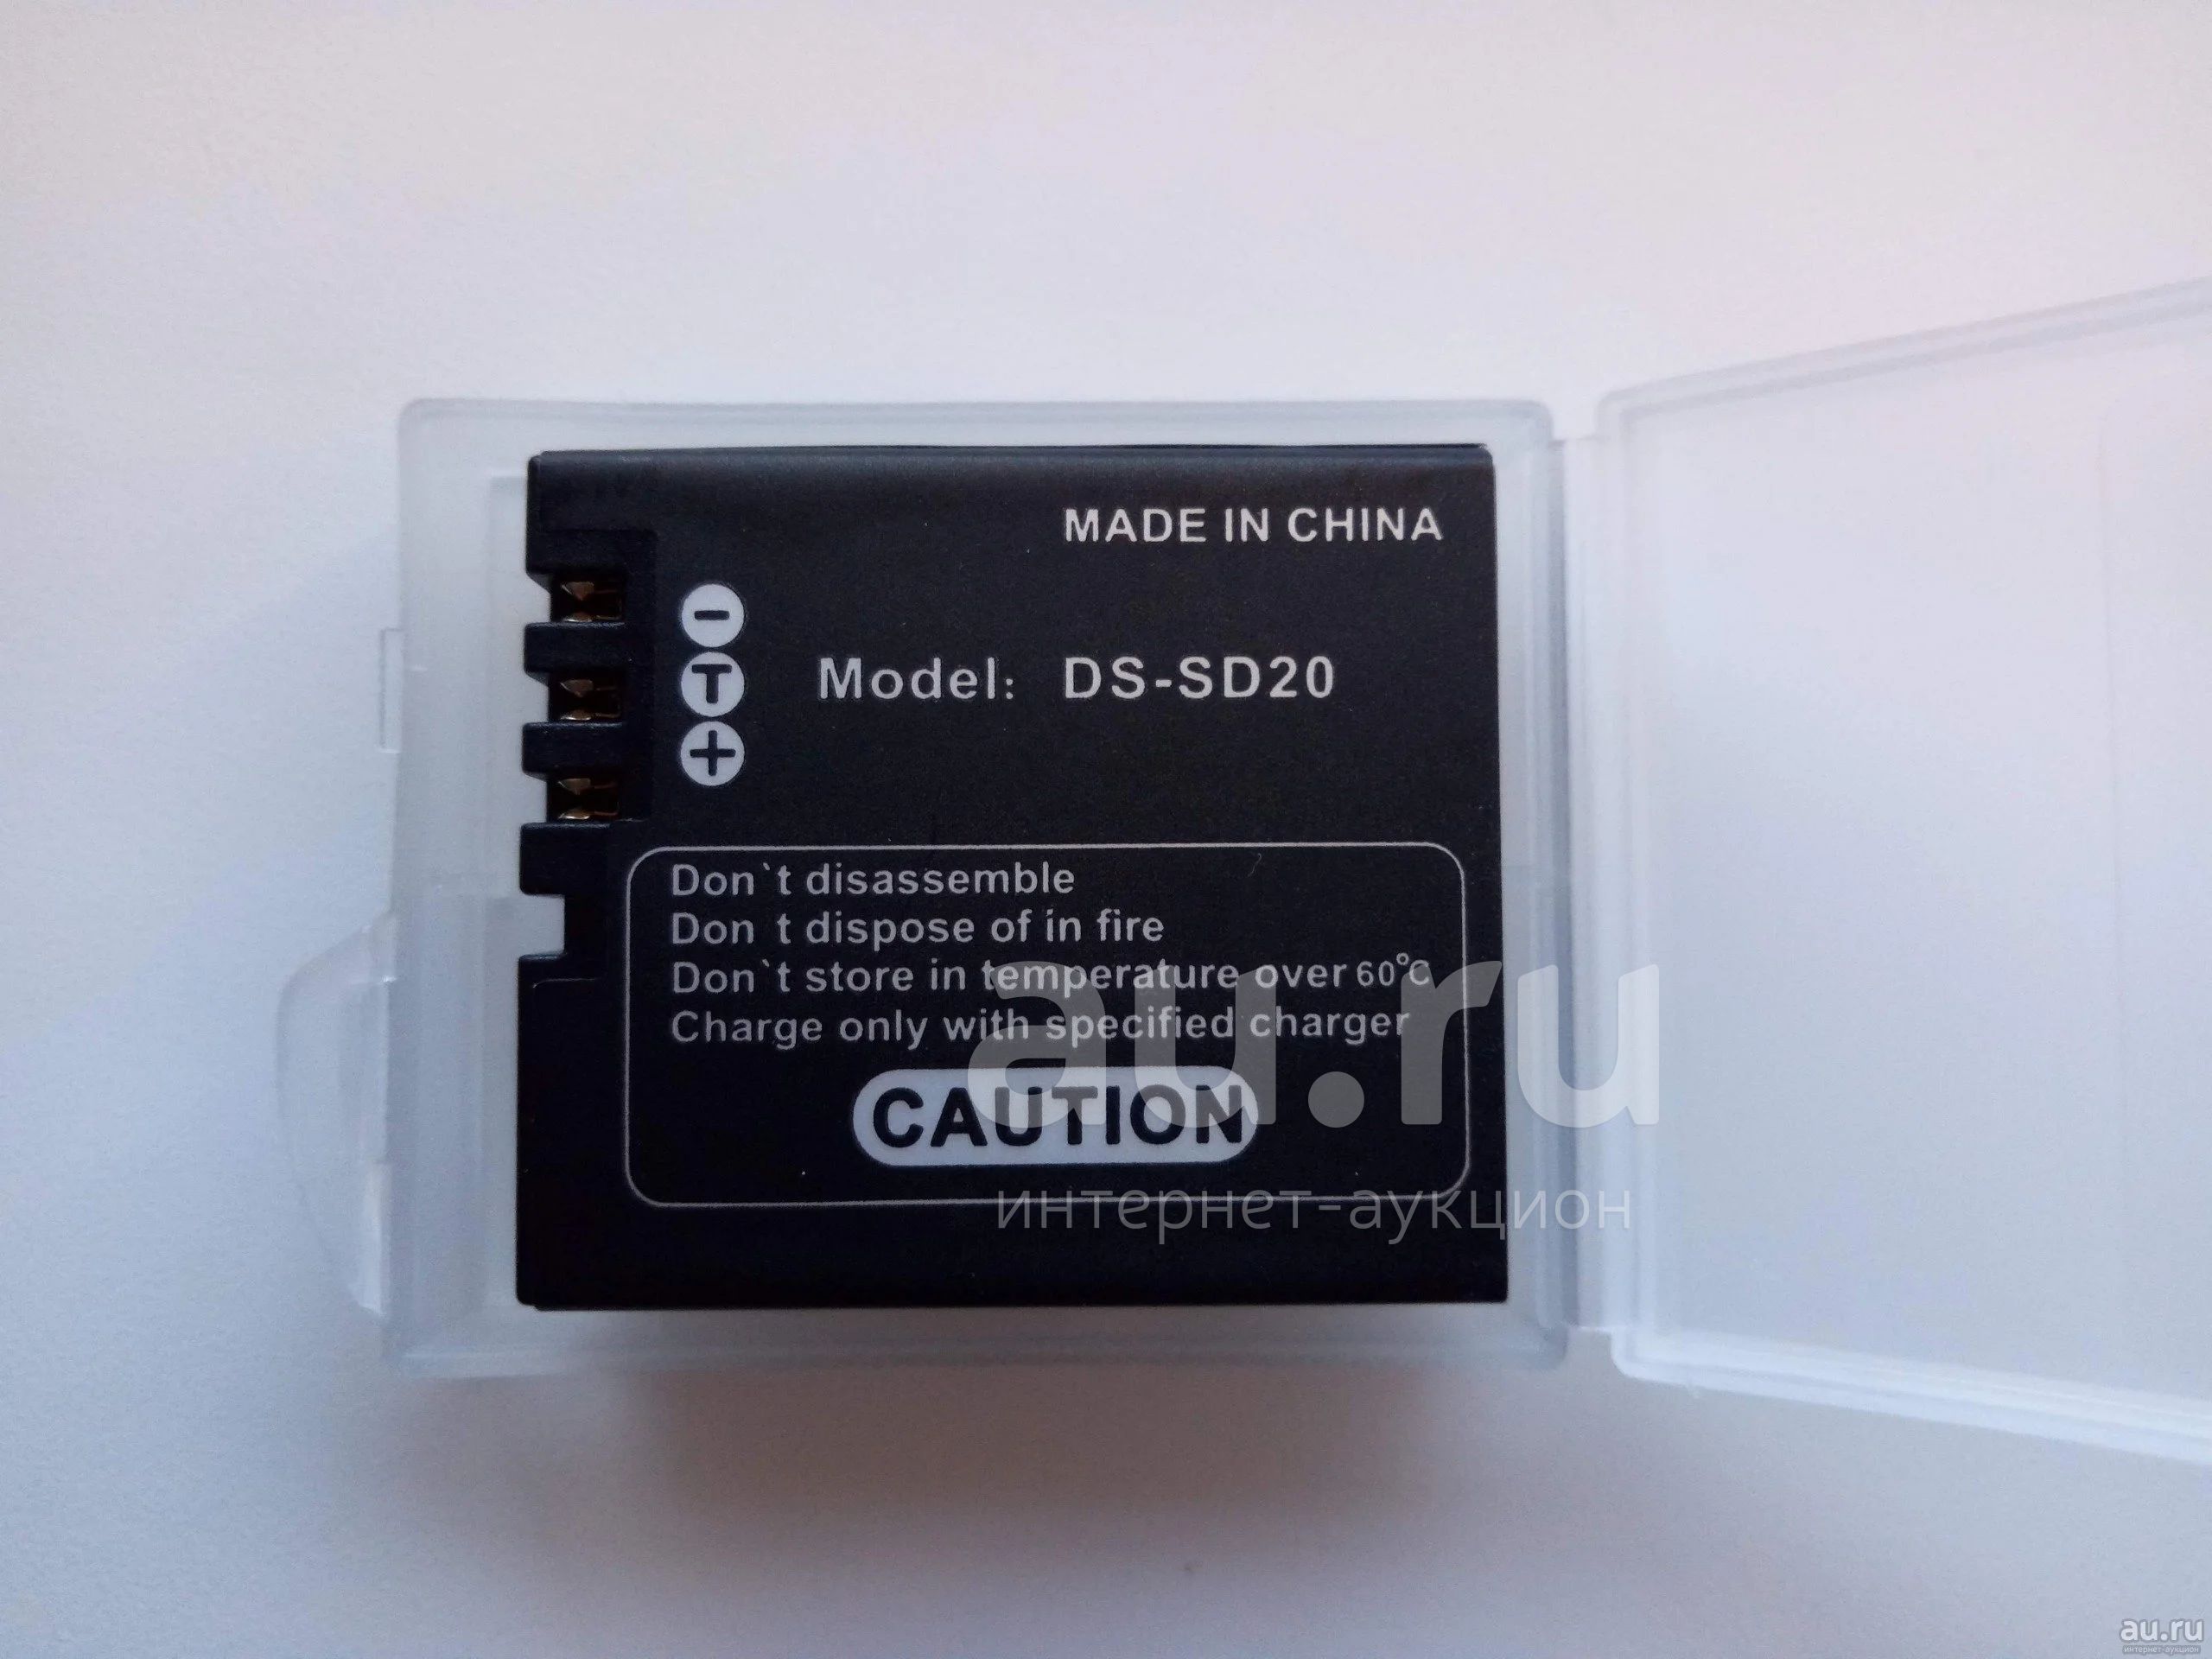 MADE IN CHINA
-
T
+
Model: DS-SD20
Don`t disassemble
Don`t dispose of in fire
Don`t store in temperature over 60°C
Charge only with specified charger
CAUTION
au.ru
интернет-аукцион
au.ru
интернет-аукцион